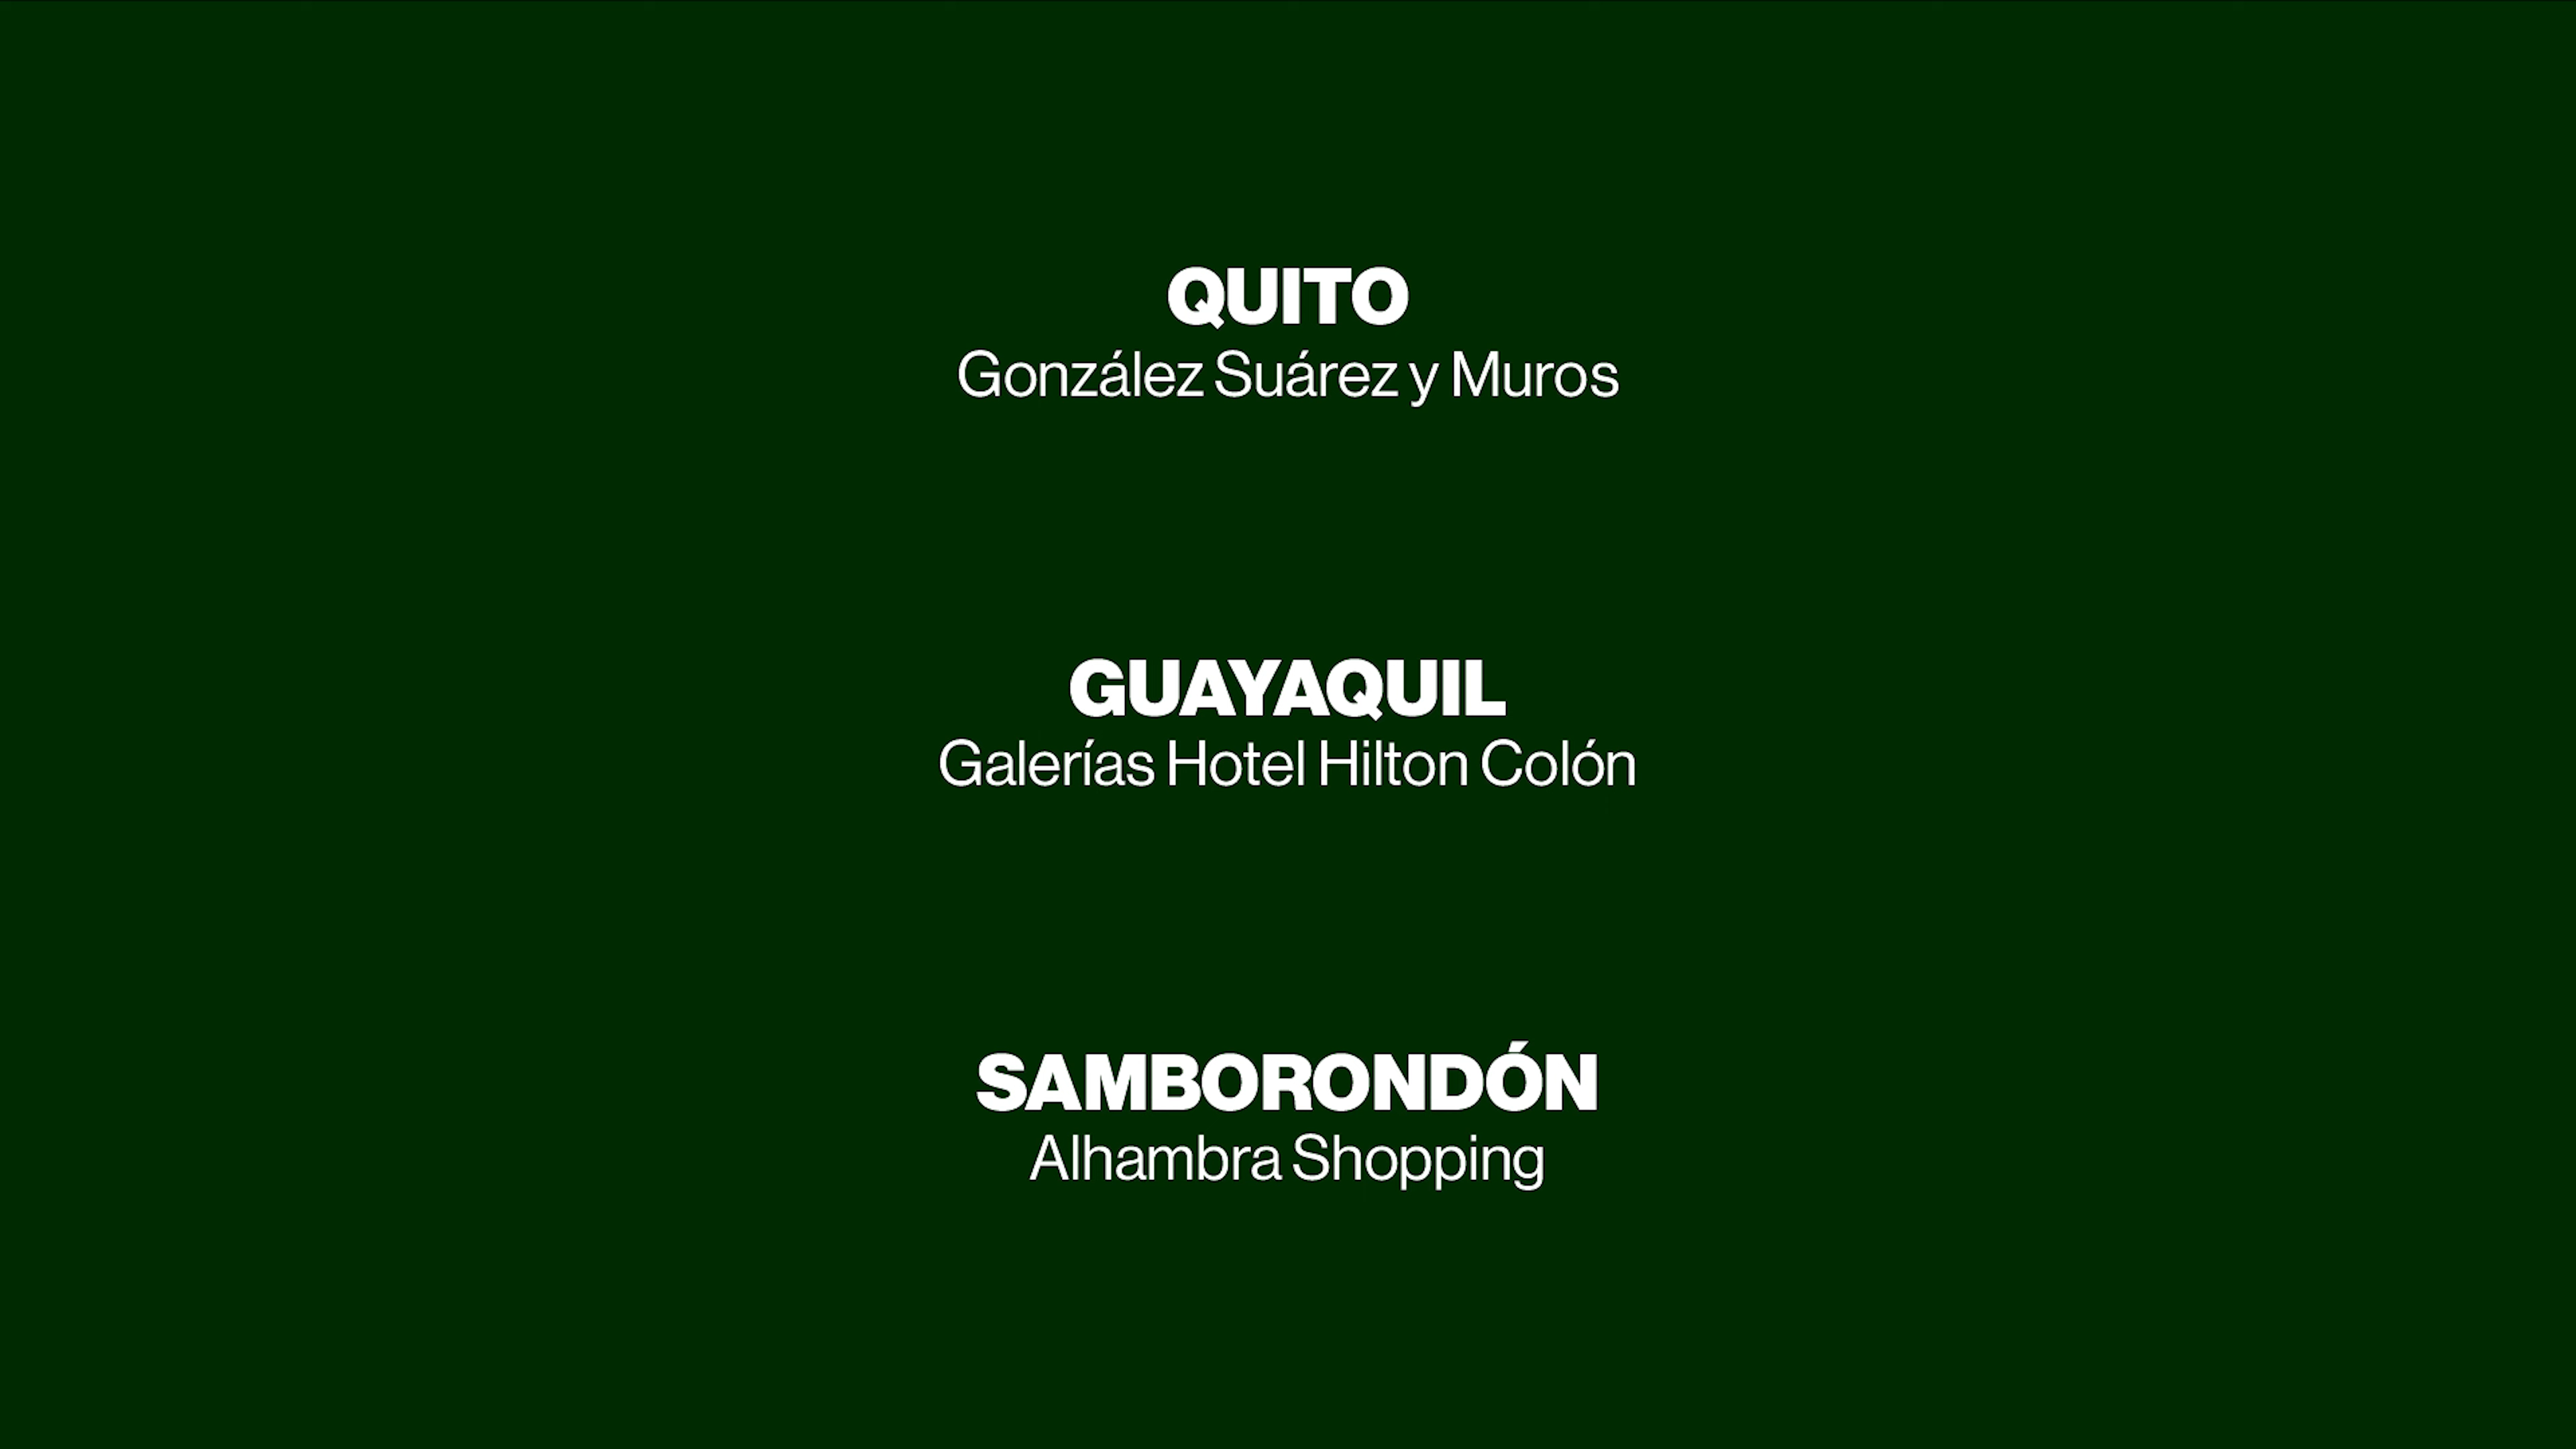 QUITO
González Suárez y Muros
GUAYAQUIL
Galerías Hotel Hilton Colón
SAMBORONDÓN
Alhambra Shopping